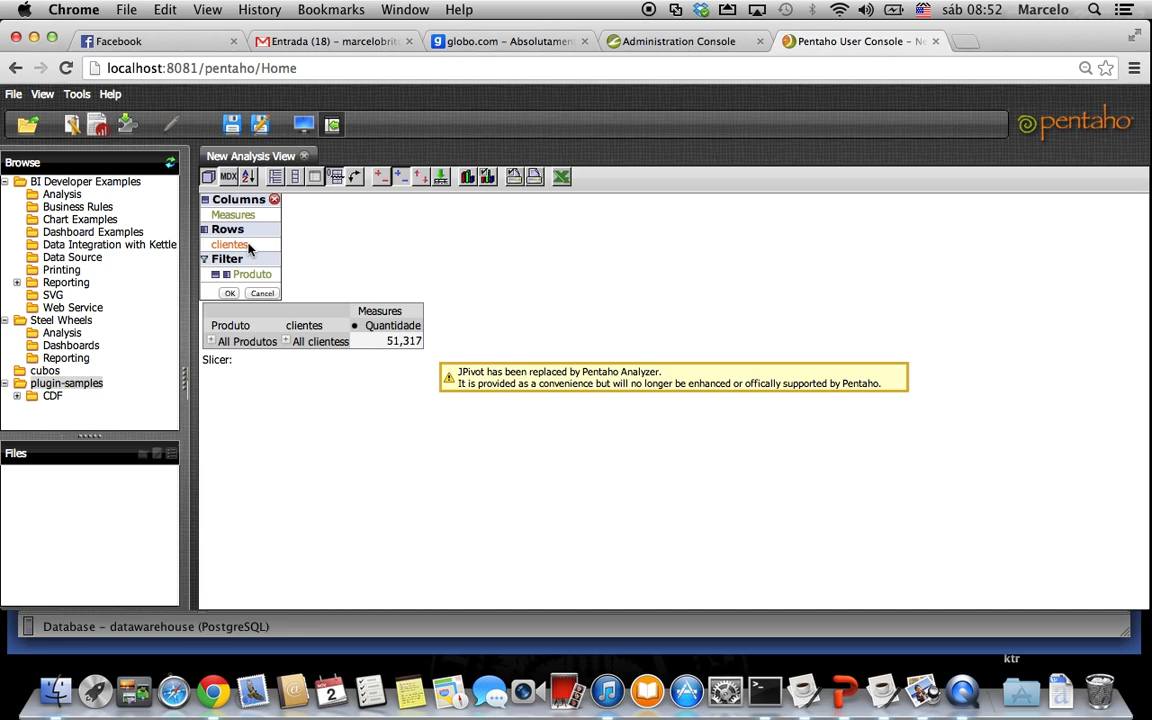 Chrome File Edit View History Bookmarks Window Help sáb 08:52 Marcelo
Facebook
Entrada (18) – marcelobrito
globo.com – Absolutament
Administration Console
Pentaho User Console – Ne
localhost:8081/pentaho/Home
File View Tools Help
pentaho
Browse
BI Developer Examples
Analysis
Business Rules
Chart Examples
Dashboard Examples
Data Integration with Kettle
Data Source
Printing
Reporting
SVG
Web Service
Steel Wheels
Analysis
Dashboards
Reporting
cubos
plugin-samples
CDF
Files
New Analysis View
MDX
Columns
Measures
Rows
clientes
Filter
Produto
OK Cancel
Measures
Produto clientes Quantidade
All Produtos All clientess 51,317
Slicer:
JPivot has been replaced by Pentaho Analyzer.
It is provided as a convenience but will no longer be enhanced or offically supported by Pentaho.
Database – datawarehouse (PostgreSQL)
ktr